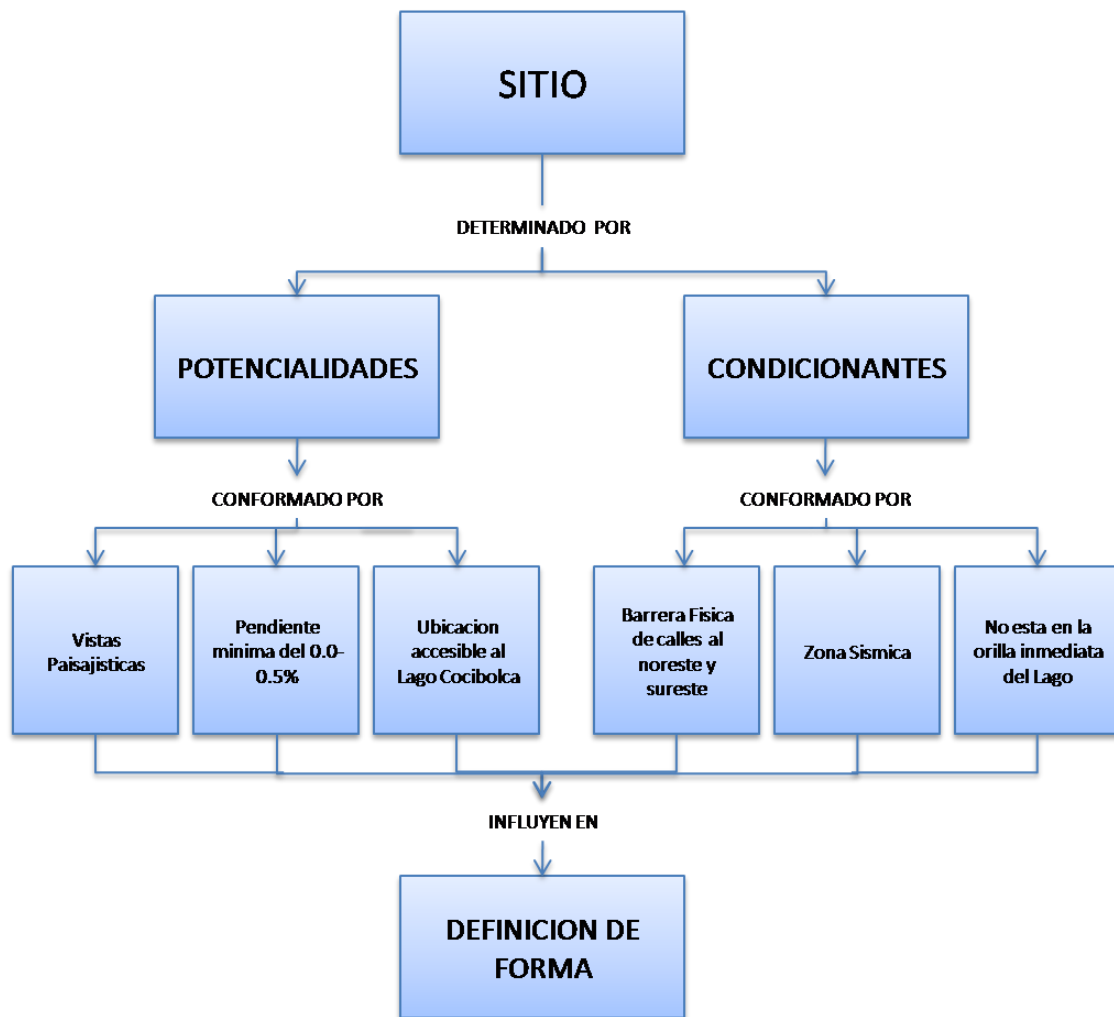 SITIO
DETERMINADO POR
POTENCIALIDADES
CONDICIONANTES
CONFORMADO POR
CONFORMADO POR
Vistas
Paisajisticas
Pendiente
minima del 0.0-
0.5%
Ubicacion
accesible al
Lago Cocibolca
Barrera Fisica
de calles al
noreste y
sureste
Zona Sismica
No esta en la
orilla inmediata
del Lago
INFLUYEN EN
DEFINICION DE
FORMA